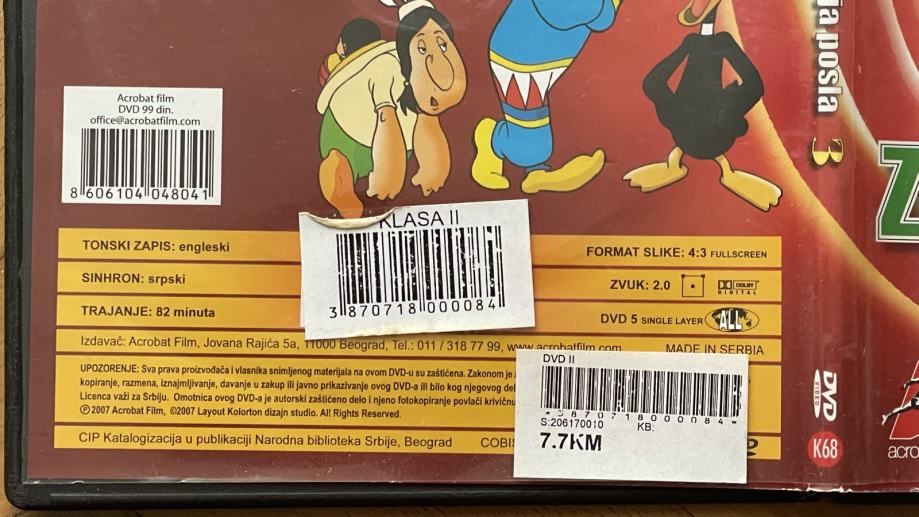 Acrobat film
DVD 99 din.
office@acrobatfilm.com
8 606104 048041
KLASA II
3 870718 000084
TONSKI ZAPIS: engleski
FORMAT SLIKE: 4:3 FULLSCREEN
SINHRON: srpski
ZVUK: 2.0
DOLBY
DIGITAL
TRAJANJE: 82 minuta
DVD 5 SINGLE LAYER
ALL
Izdavač: Acrobat Film, Jovana Rajića 5a, 11000 Beograd, Tel.: 011 / 318 77 99, www.acrobatfilm.com
MADE IN SERBIA
UPOZORENJE: Sva prava proizvođača i vlasnika snimljenog materijala na ovom DVD-u su zaštićena. Zakonom je
kopiranje, razmena, iznajmljivanje, davanje u zakup ili javno prikazivanje ovog DVD-a ili bilo kog njegovog
Licenca važi za Srbiju. Omotnica ovog DVD-a je autorski zaštićeno delo i njeno fotokopiranje povlači
Ⓟ 2007 Acrobat Film, ©2007 Layout Kolorton dizajn studio. All Rights Reserved.
CIP Katalogizacija u publikaciji Narodna biblioteka Srbije, Beograd
DVD II
*3870718000084*
S:206170010 KB:
7.7KM
posla 3
DVD
VIDEO
K68